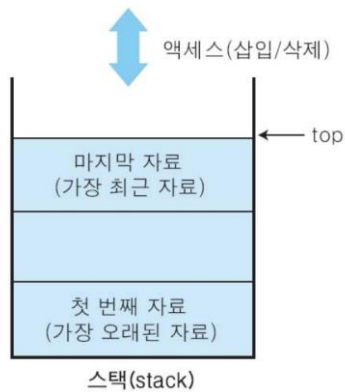 액세스(삽입/삭제)
top
마지막 자료
(가장 최근 자료)
첫 번째 자료
(가장 오래된 자료)
스택(stack)